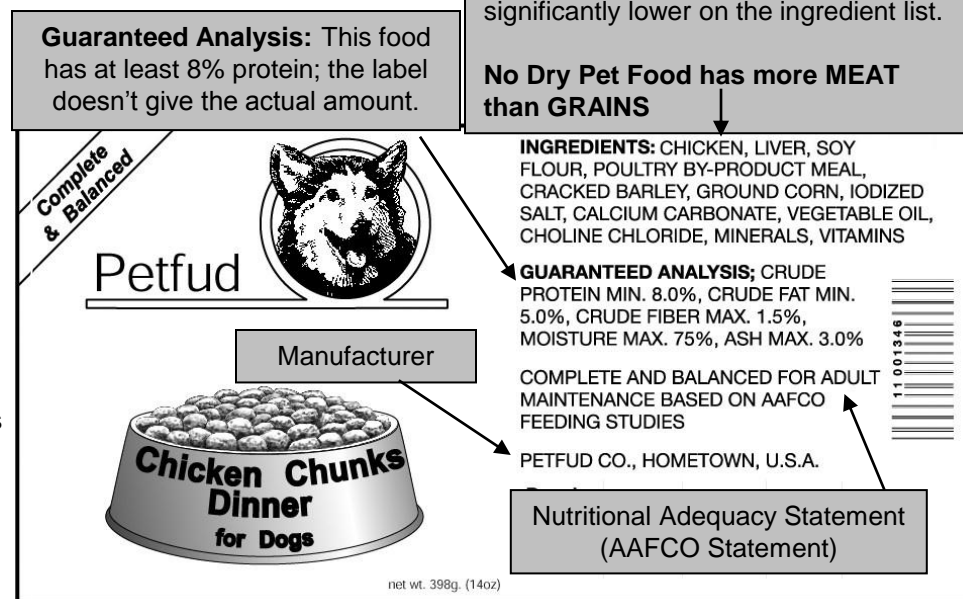 significantly lower on the ingredient list.
No Dry Pet Food has more MEAT
than GRAINS
Guaranteed Analysis: This food
has at least 8% protein; the label
doesn't give the actual amount.
Complete
& Balanced
Petfud
INGREDIENTS: CHICKEN, LIVER, SOY
FLOUR, POULTRY BY-PRODUCT MEAL,
CRACKED BARLEY, GROUND CORN, IODIZED
SALT, CALCIUM CARBONATE, VEGETABLE OIL,
CHOLINE CHLORIDE, MINERALS, VITAMINS
GUARANTEED ANALYSIS; CRUDE
PROTEIN MIN. 8.0%, CRUDE FAT MIN.
5.0%, CRUDE FIBER MAX. 1.5%,
MOISTURE MAX. 75%, ASH MAX. 3.0%
11001346
Manufacturer
COMPLETE AND BALANCED FOR ADULT
MAINTENANCE BASED ON AAFCO
FEEDING STUDIES
PETFUD CO., HOMETOWN, U.S.A.
Chicken Chunks
Dinner
for Dogs
Nutritional Adequacy Statement
(AAFCO Statement)
net wt. 398g. (14oz)